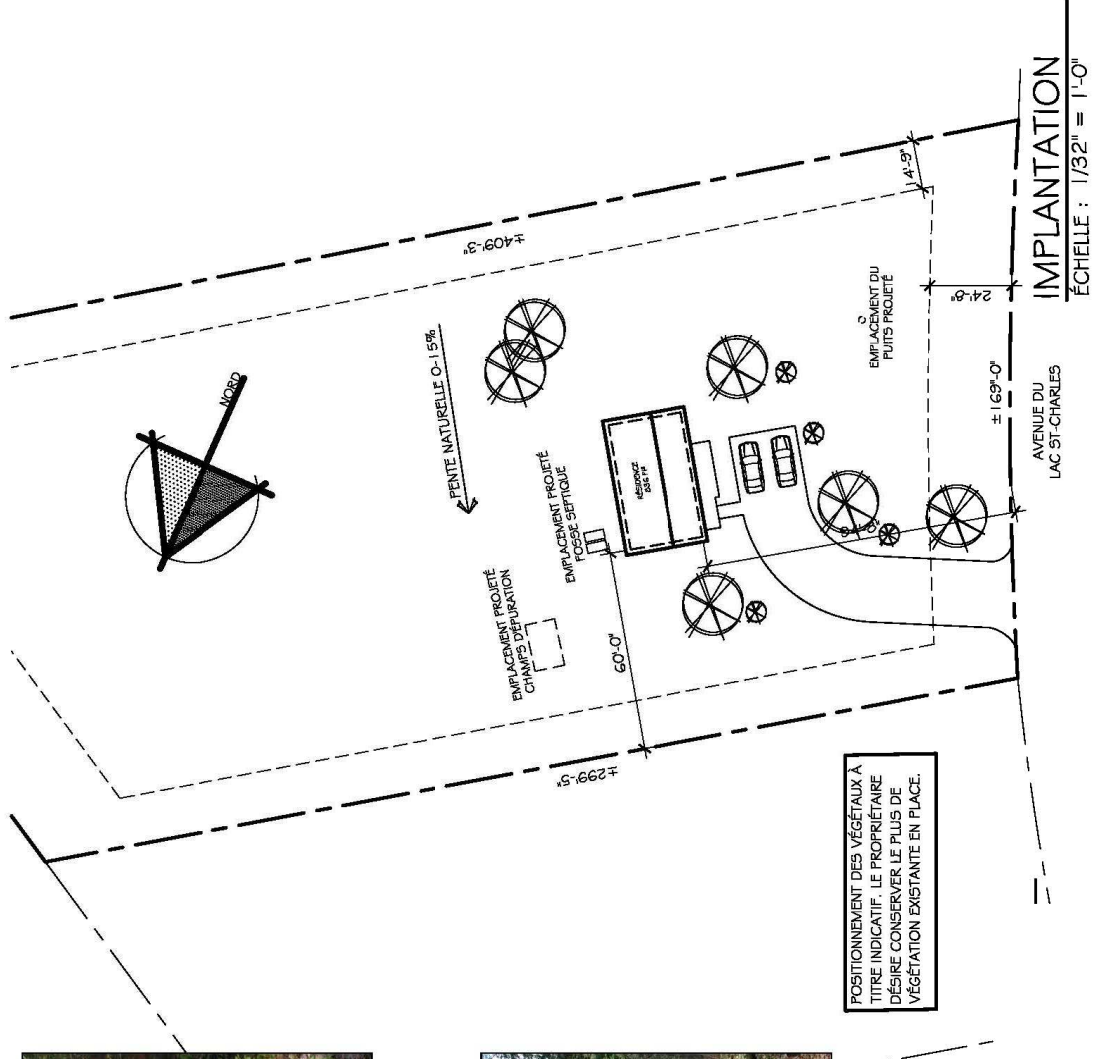 NORD
±409'-3"
PENTE NATURELLE 0-15%
14'-9"
EMPLACEMENT PROJETÉ
FOSSE SEPTIQUE
EMPLACEMENT PROJETÉ
CHAMPS D'ÉPURATION
RÉSIDENCE
60'-0"
EMPLACEMENT DU
PUITS PROJETÉ
24'-8"
±299'-5"
±169'-0"
AVENUE DU
LAC ST-CHARLES
POSITIONNEMENT DES VÉGÉTAUX À
TITRE INDICATIF. LE PROPRIÉTAIRE
DÉSIRE CONSERVER LE PLUS DE
VÉGÉTATION EXISTANTE EN PLACE.
IMPLANTATION
ÉCHELLE : 1/32" = 1'-0"